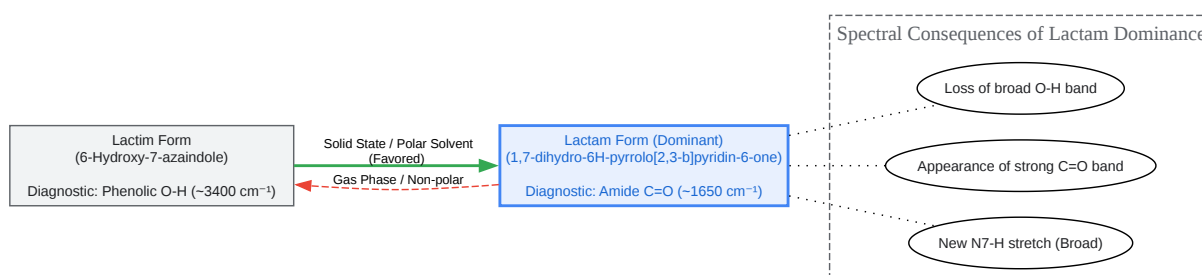 Lactim Form
(6-Hydroxy-7-azaindole)
Diagnostic: Phenolic O-H (~3400 cm⁻¹)
Solid State / Polar Solvent
(Favored)
Gas Phase / Non-polar
Lactam Form (Dominant)
(1,7-dihydro-6H-pyrrolo[2,3-b]pyridin-6-one)
Diagnostic: Amide C=O (~1650 cm⁻¹)
Spectral Consequences of Lactam Dominance
Loss of broad O-H band
Appearance of strong C=O band
New N7-H stretch (Broad)